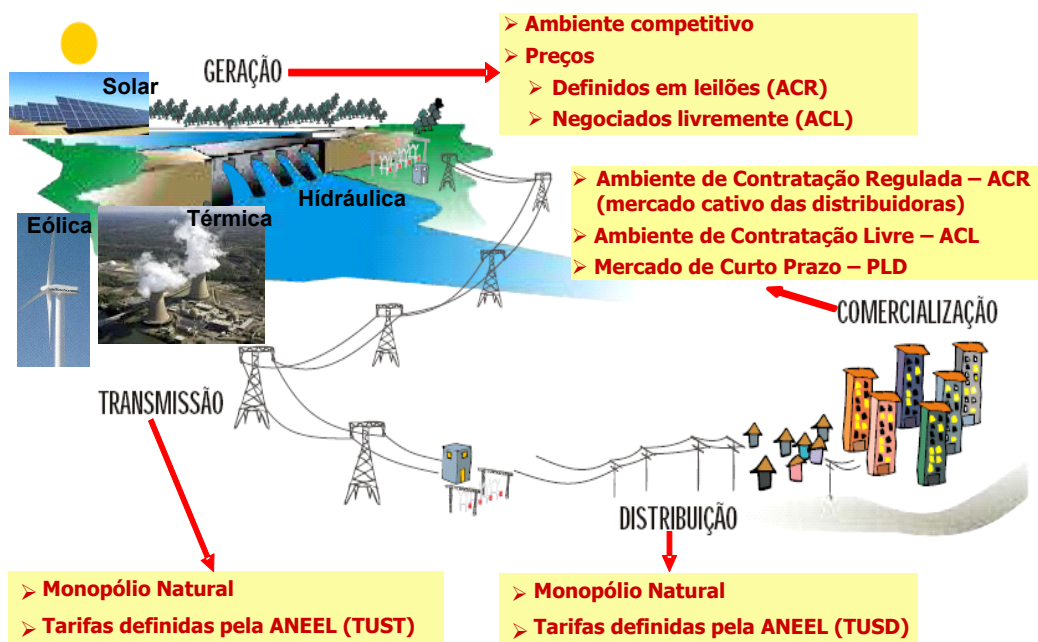 Solar
GERAÇÃO
Ambiente competitivo
Preços
Definidos em leilões (ACR)
Negociados livremente (ACL)
Eólica
Térmica
Hídráulica
Ambiente de Contratação Regulada – ACR
(mercado cativo das distribuidoras)
Ambiente de Contratação Livre – ACL
Mercado de Curto Prazo – PLD
COMERCIALIZAÇÃO
TRANSMISSÃO
DISTRIBUIÇÃO
Monopólio Natural
Tarifas definidas pela ANEEL (TUST)
Monopólio Natural
Tarifas definidas pela ANEEL (TUSD)